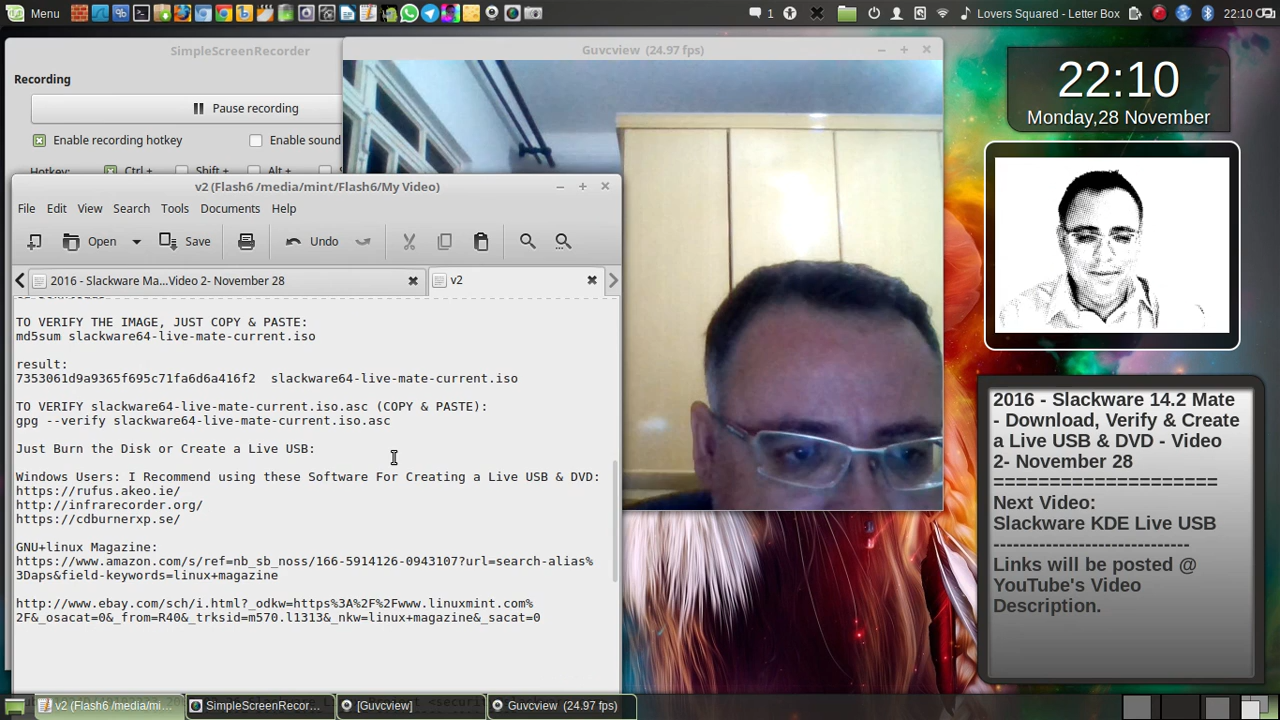 Menu
1
Lovers Squared - Letter Box
22:10
SimpleScreenRecorder
Recording
Pause recording
Enable recording hotkey
Enable sound
Hotkey:
Ctrl +
Shift +
Alt +
Guvcview (24.97 fps)
22:10
Monday,28 November
v2 (Flash6 /media/mint/Flash6/My Video)
File Edit View Search Tools Documents Help
Open Save Undo
2016 - Slackware Ma...Video 2- November 28
v2
TO VERIFY THE IMAGE, JUST COPY & PASTE:
md5sum slackware64-live-mate-current.iso
result:
7353061d9a9365f695c71fa6d6a416f2  slackware64-live-mate-current.iso
TO VERIFY slackware64-live-mate-current.iso.asc (COPY & PASTE):
gpg --verify slackware64-live-mate-current.iso.asc
Just Burn the Disk or Create a Live USB:
Windows Users: I Recommend using these Software For Creating a Live USB & DVD:
https://rufus.akeo.ie/
http://infrarecorder.org/
https://cdburnerxp.se/
GNU+linux Magazine:
https://www.amazon.com/s/ref=nb_sb_noss/166-5914126-0943107?url=search-alias%
3Daps&field-keywords=linux+magazine
http://www.ebay.com/sch/i.html?_odkw=https%3A%2F%2Fwww.linuxmint.com%
2F&_osacat=0&_from=R40&_trksid=m570.l1313&_nkw=linux+magazine&_sacat=0
2016 - Slackware 14.2 Mate
- Download, Verify & Create
a Live USB & DVD - Video
2- November 28
=====================
Next Video:
Slackware KDE Live USB
------------------------------
Links will be posted @
YouTube's Video
Description.
v2 (Flash6 /media/mi...
SimpleScreenRecor...
[Guvcview]
Guvcview (24.97 fps)